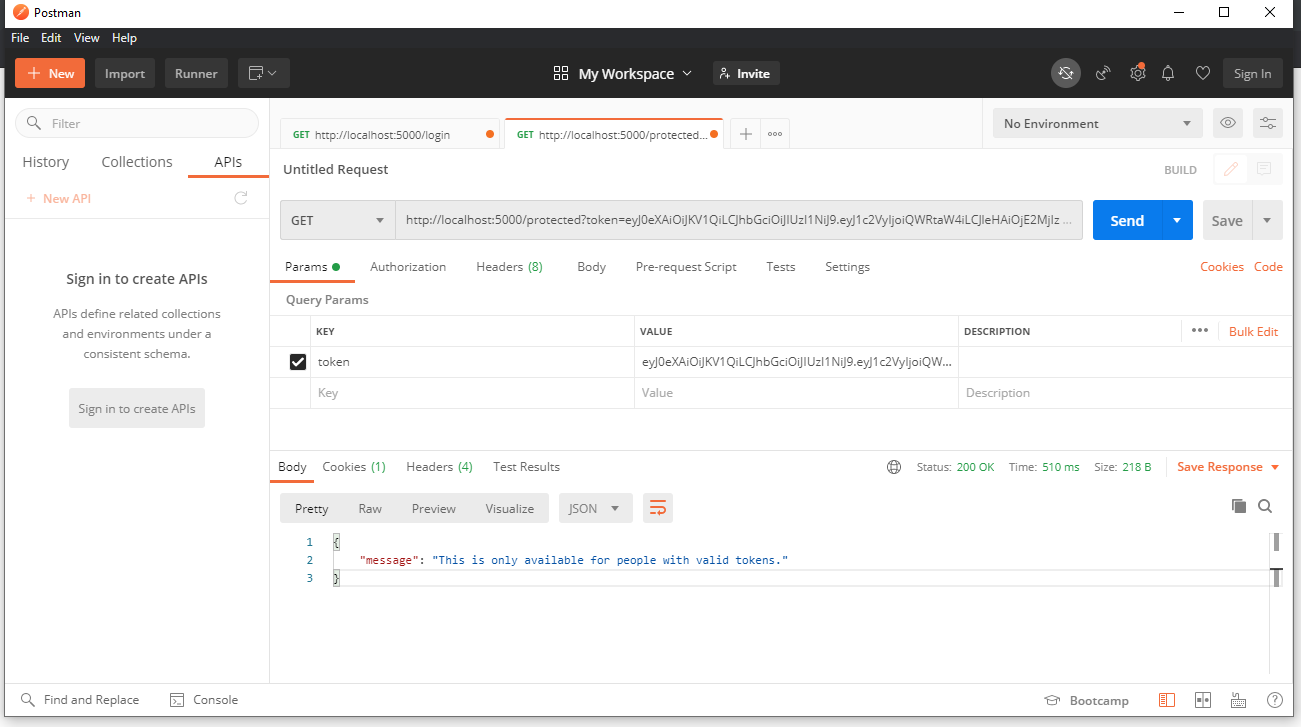 Postman
File Edit View Help
New Import Runner My Workspace Invite Sign In
Filter
History Collections APIs
+ New API
Sign in to create APIs
APIs define related collections
and environments under a
consistent schema.
Sign in to create APIs
GET http://localhost:5000/login GET http://localhost:5000/protected... + ooo No Environment
Untitled Request BUILD
GET http://localhost:5000/protected?token=eyJ0eXAiOiJKV1QiLCJhbGciOiJIUzI1NiJ9.eyJ1c2VyIjoiQWRtaW4iLCJleHAiOjE2MjIz ... Send Save
Params Authorization Headers (8) Body Pre-request Script Tests Settings Cookies Code
Query Params
KEY VALUE DESCRIPTION ••• Bulk Edit
token eyJ0eXAiOiJKV1QiLCJhbGciOiJIUzI1NiJ9.eyJ1c2VyIjoiQW...
Key Value Description
Body Cookies (1) Headers (4) Test Results Status: 200 OK Time: 510 ms Size: 218 B Save Response
Pretty Raw Preview Visualize JSON
1 {
2 "message": "This is only available for people with valid tokens."
3 }
Find and Replace Console Bootcamp